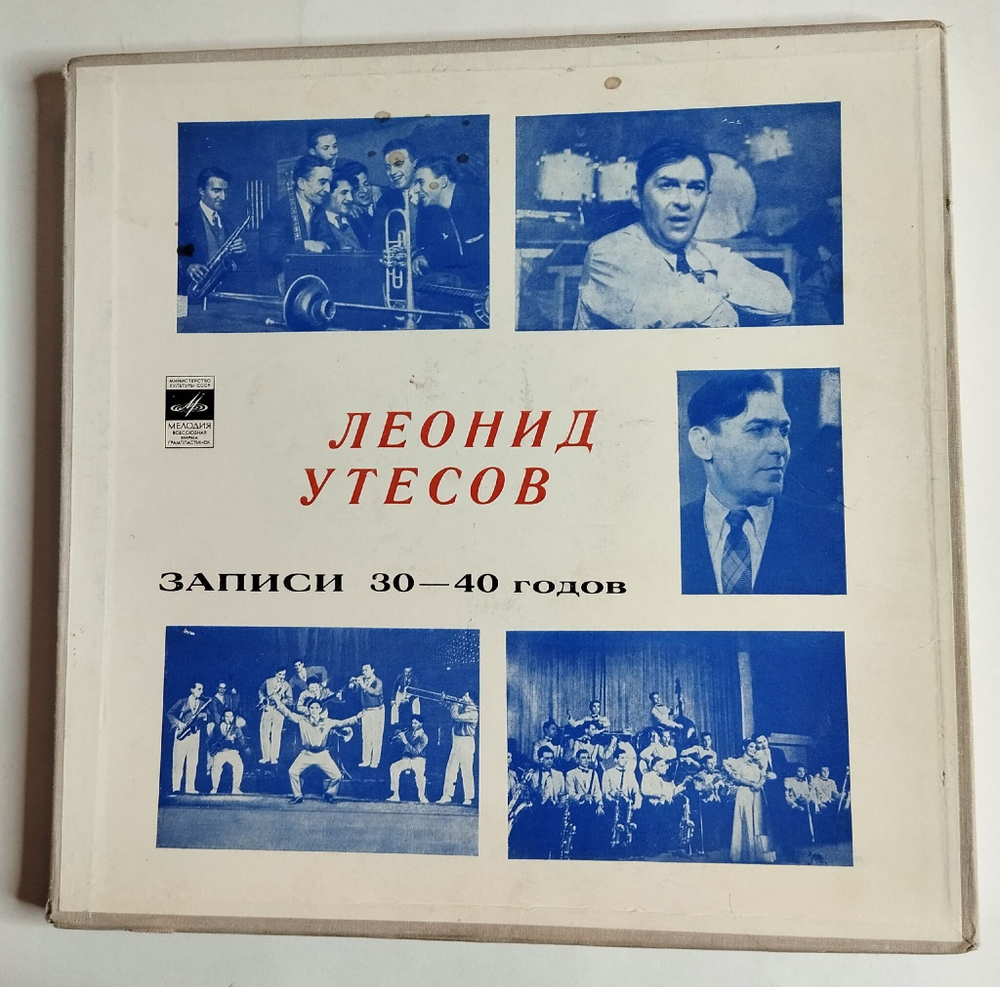 МИНИСТЕРСТВО
КУЛЬТУРЫ СССР
МЕЛОДИЯ
ВСЕСОЮЗНАЯ
ФИРМА
ГРАМПЛАСТИНОК
ЛЕОНИД
УТЕСОВ
ЗАПИСИ 30—40 годов